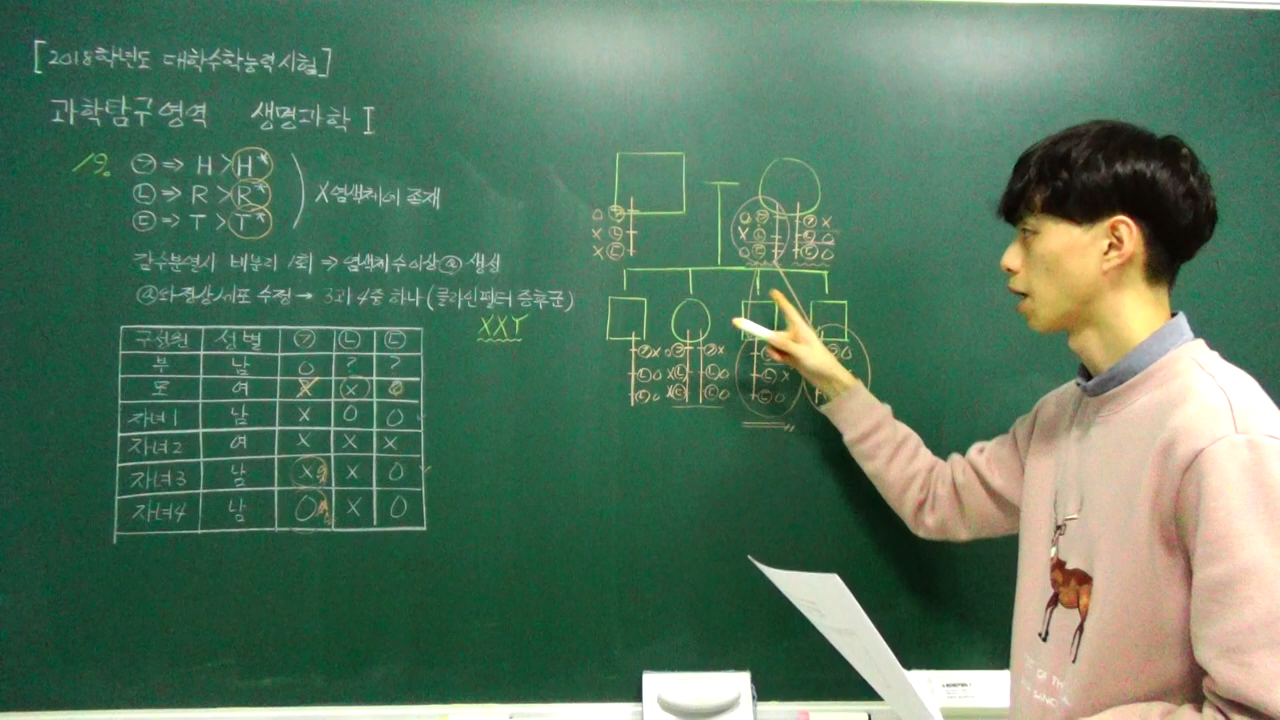 [2018학년도 대학수학능력시험]
과학탐구영역 생명과학 I
19. ㉠ ⇒ H > H*
㉡ ⇒ R > R*
㉢ ⇒ T > T*
X염색체에 존재
감수분열시 비분리 1회 → 염색체수이상 ⓐ 생성
ⓐ와 정상세포 수정 → 3과 4중 하나 (클라인펠터 증후군)
XXY
구성원 성별 ㉠ ㉡ ㉢
부 남 O ? ?
모 여 X X O
자녀1 남 X O O
자녀2 여 X X X
자녀3 남 X X O
자녀4 남 O X O
O ㉠
X ㉡
X ㉢
O ㉠ ㉠ X
X ㉡ ㉡ O
O ㉢ ㉢ O
㉠ X O ㉠ ㉠ X
㉡ O X ㉡ ㉡ O
㉢ O X ㉢ ㉢ O